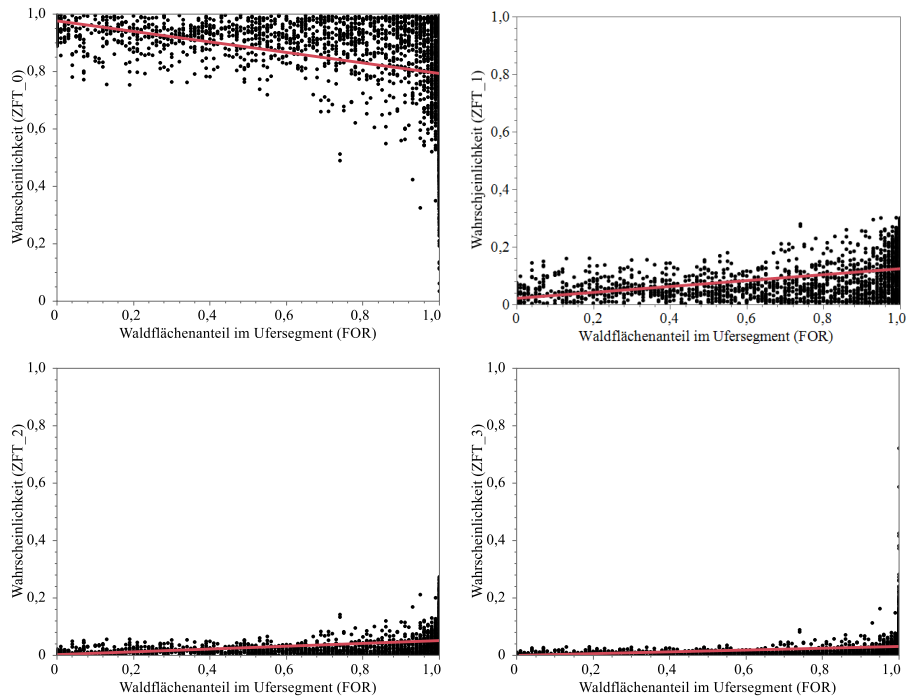 1,0
0,8
0,6
0,4
0,2
0
Wahrscheinlichkeit (ZFT_0)
0 0,2 0,4 0,6 0,8 1,0
Waldflächenanteil im Ufersegment (FOR)
1,0
0,8
0,6
0,4
0,2
0
Wahrschjeinlichkeit (ZFT_1)
0 0,2 0,4 0,6 0,8 1,0
Waldflächenanteil im Ufersegment (FOR)
1,0
0,8
0,6
0,4
0,2
0
Wahrscheinlichkeit (ZFT_2)
0 0,2 0,4 0,6 0,8 1,0
Waldflächenanteil im Ufersegment (FOR)
1,0
0,8
0,6
0,4
0,2
0
Wahrscheinlichkeit (ZFT_3)
0 0,2 0,4 0,6 0,8 1,0
Waldflächenanteil im Ufersegment (FOR)